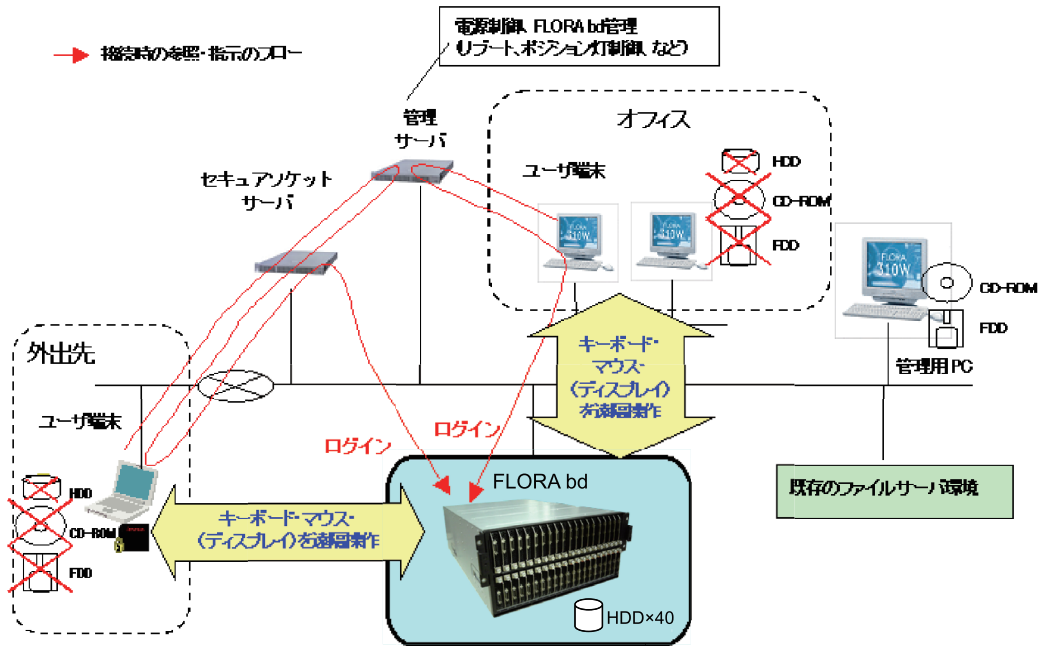 電源制御、FLORA bd管理
(リブート、ポジション灯制御、など)
接続時の参照・指示のフロー
管理
サーバ
オフィス
セキュアソケット
サーバ
ユーザ端末
HDD
CD-ROM
FDD
FLORA
310W
FLORA
310W
FLORA
310W
CD-ROM
FDD
管理用PC
外出先
ユーザ端末
キーボード・
マウス・
(ディスプレイ)
を遠隔操作
ログイン
ログイン
HDD
CD-ROM
FDD
キーボード・マウス・
(ディスプレイ)を遠隔操作
FLORA bd
HDD×40
既存のファイルサーバ環境